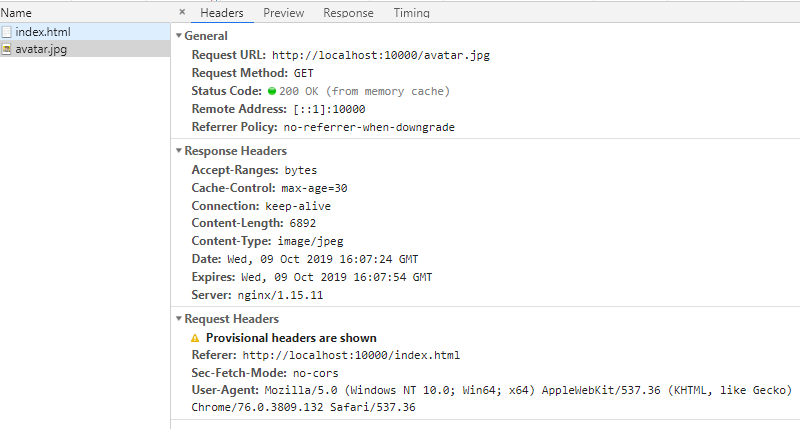 Name
× Headers Preview Response Timing
index.html
avatar.jpg
General
Request URL: http://localhost:10000/avatar.jpg
Request Method: GET
Status Code: 200 OK (from memory cache)
Remote Address: [::1]:10000
Referrer Policy: no-referrer-when-downgrade
Response Headers
Accept-Ranges: bytes
Cache-Control: max-age=30
Connection: keep-alive
Content-Length: 6892
Content-Type: image/jpeg
Date: Wed, 09 Oct 2019 16:07:24 GMT
Expires: Wed, 09 Oct 2019 16:07:54 GMT
Server: nginx/1.15.11
Request Headers
Provisional headers are shown
Referer: http://localhost:10000/index.html
Sec-Fetch-Mode: no-cors
User-Agent: Mozilla/5.0 (Windows NT 10.0; Win64; x64) AppleWebKit/537.36 (KHTML, like Gecko)
Chrome/76.0.3809.132 Safari/537.36